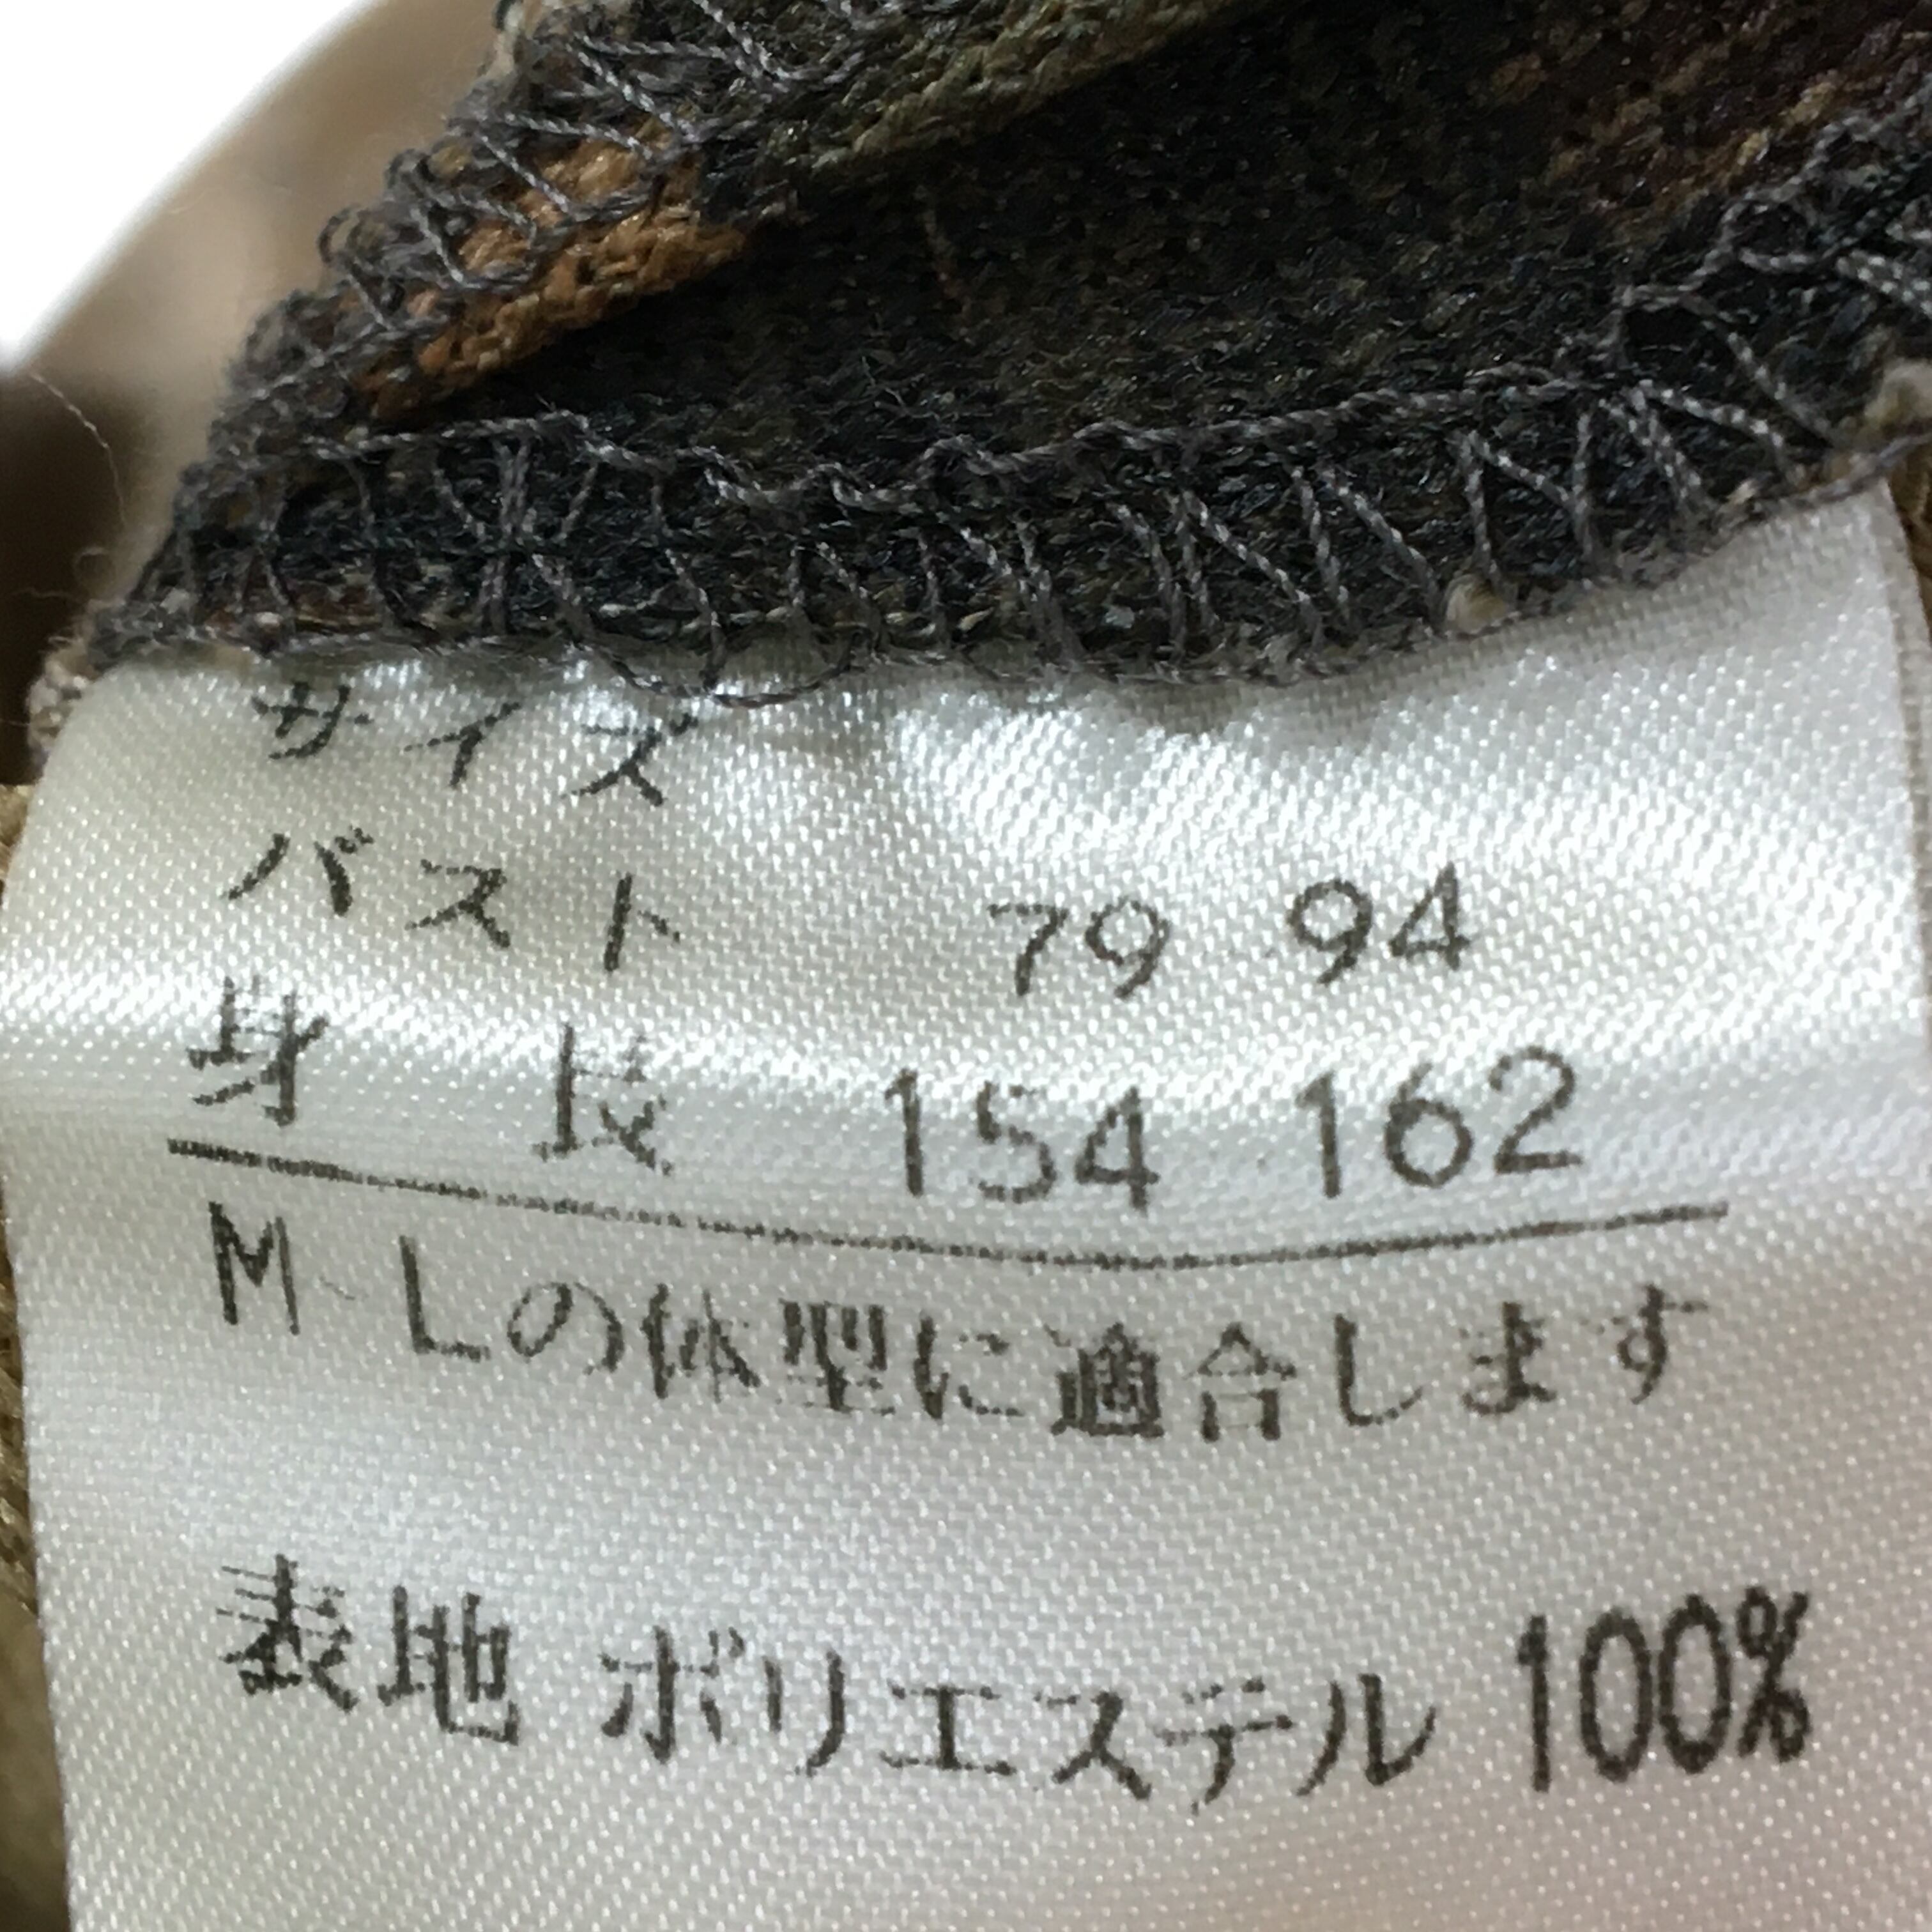 サイズ
バスト 79 94
身長 154 162
M Lの体型に適合します
表地 ポリエステル 100%